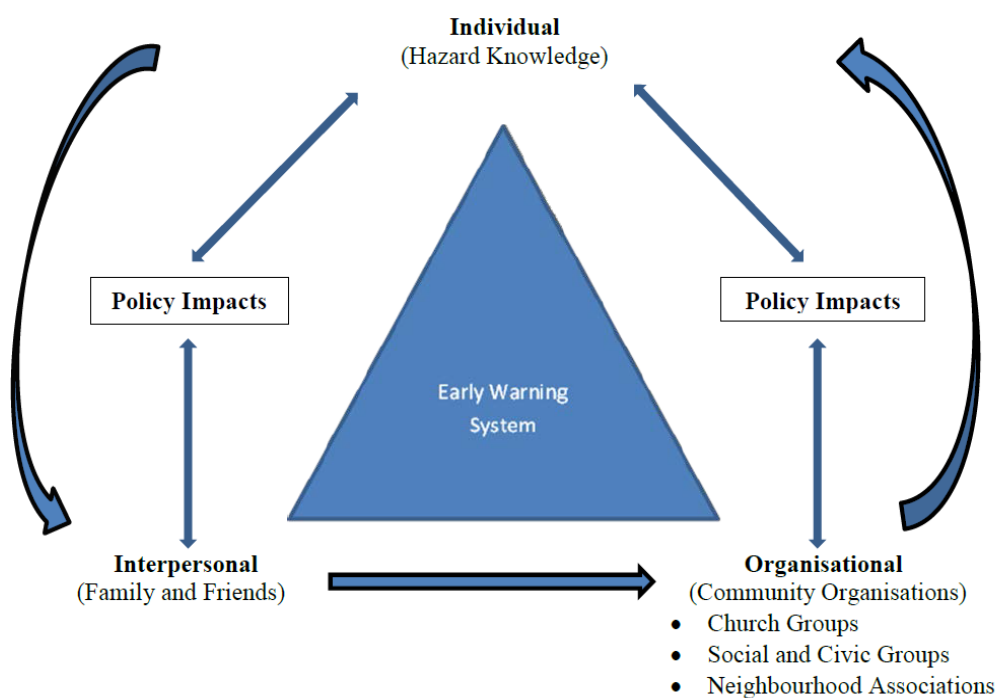 Individual
(Hazard Knowledge)
Policy Impacts
Policy Impacts
Early Warning
System
Interpersonal
(Family and Friends)
Organisational
(Community Organisations)
• Church Groups
• Social and Civic Groups
• Neighbourhood Associations